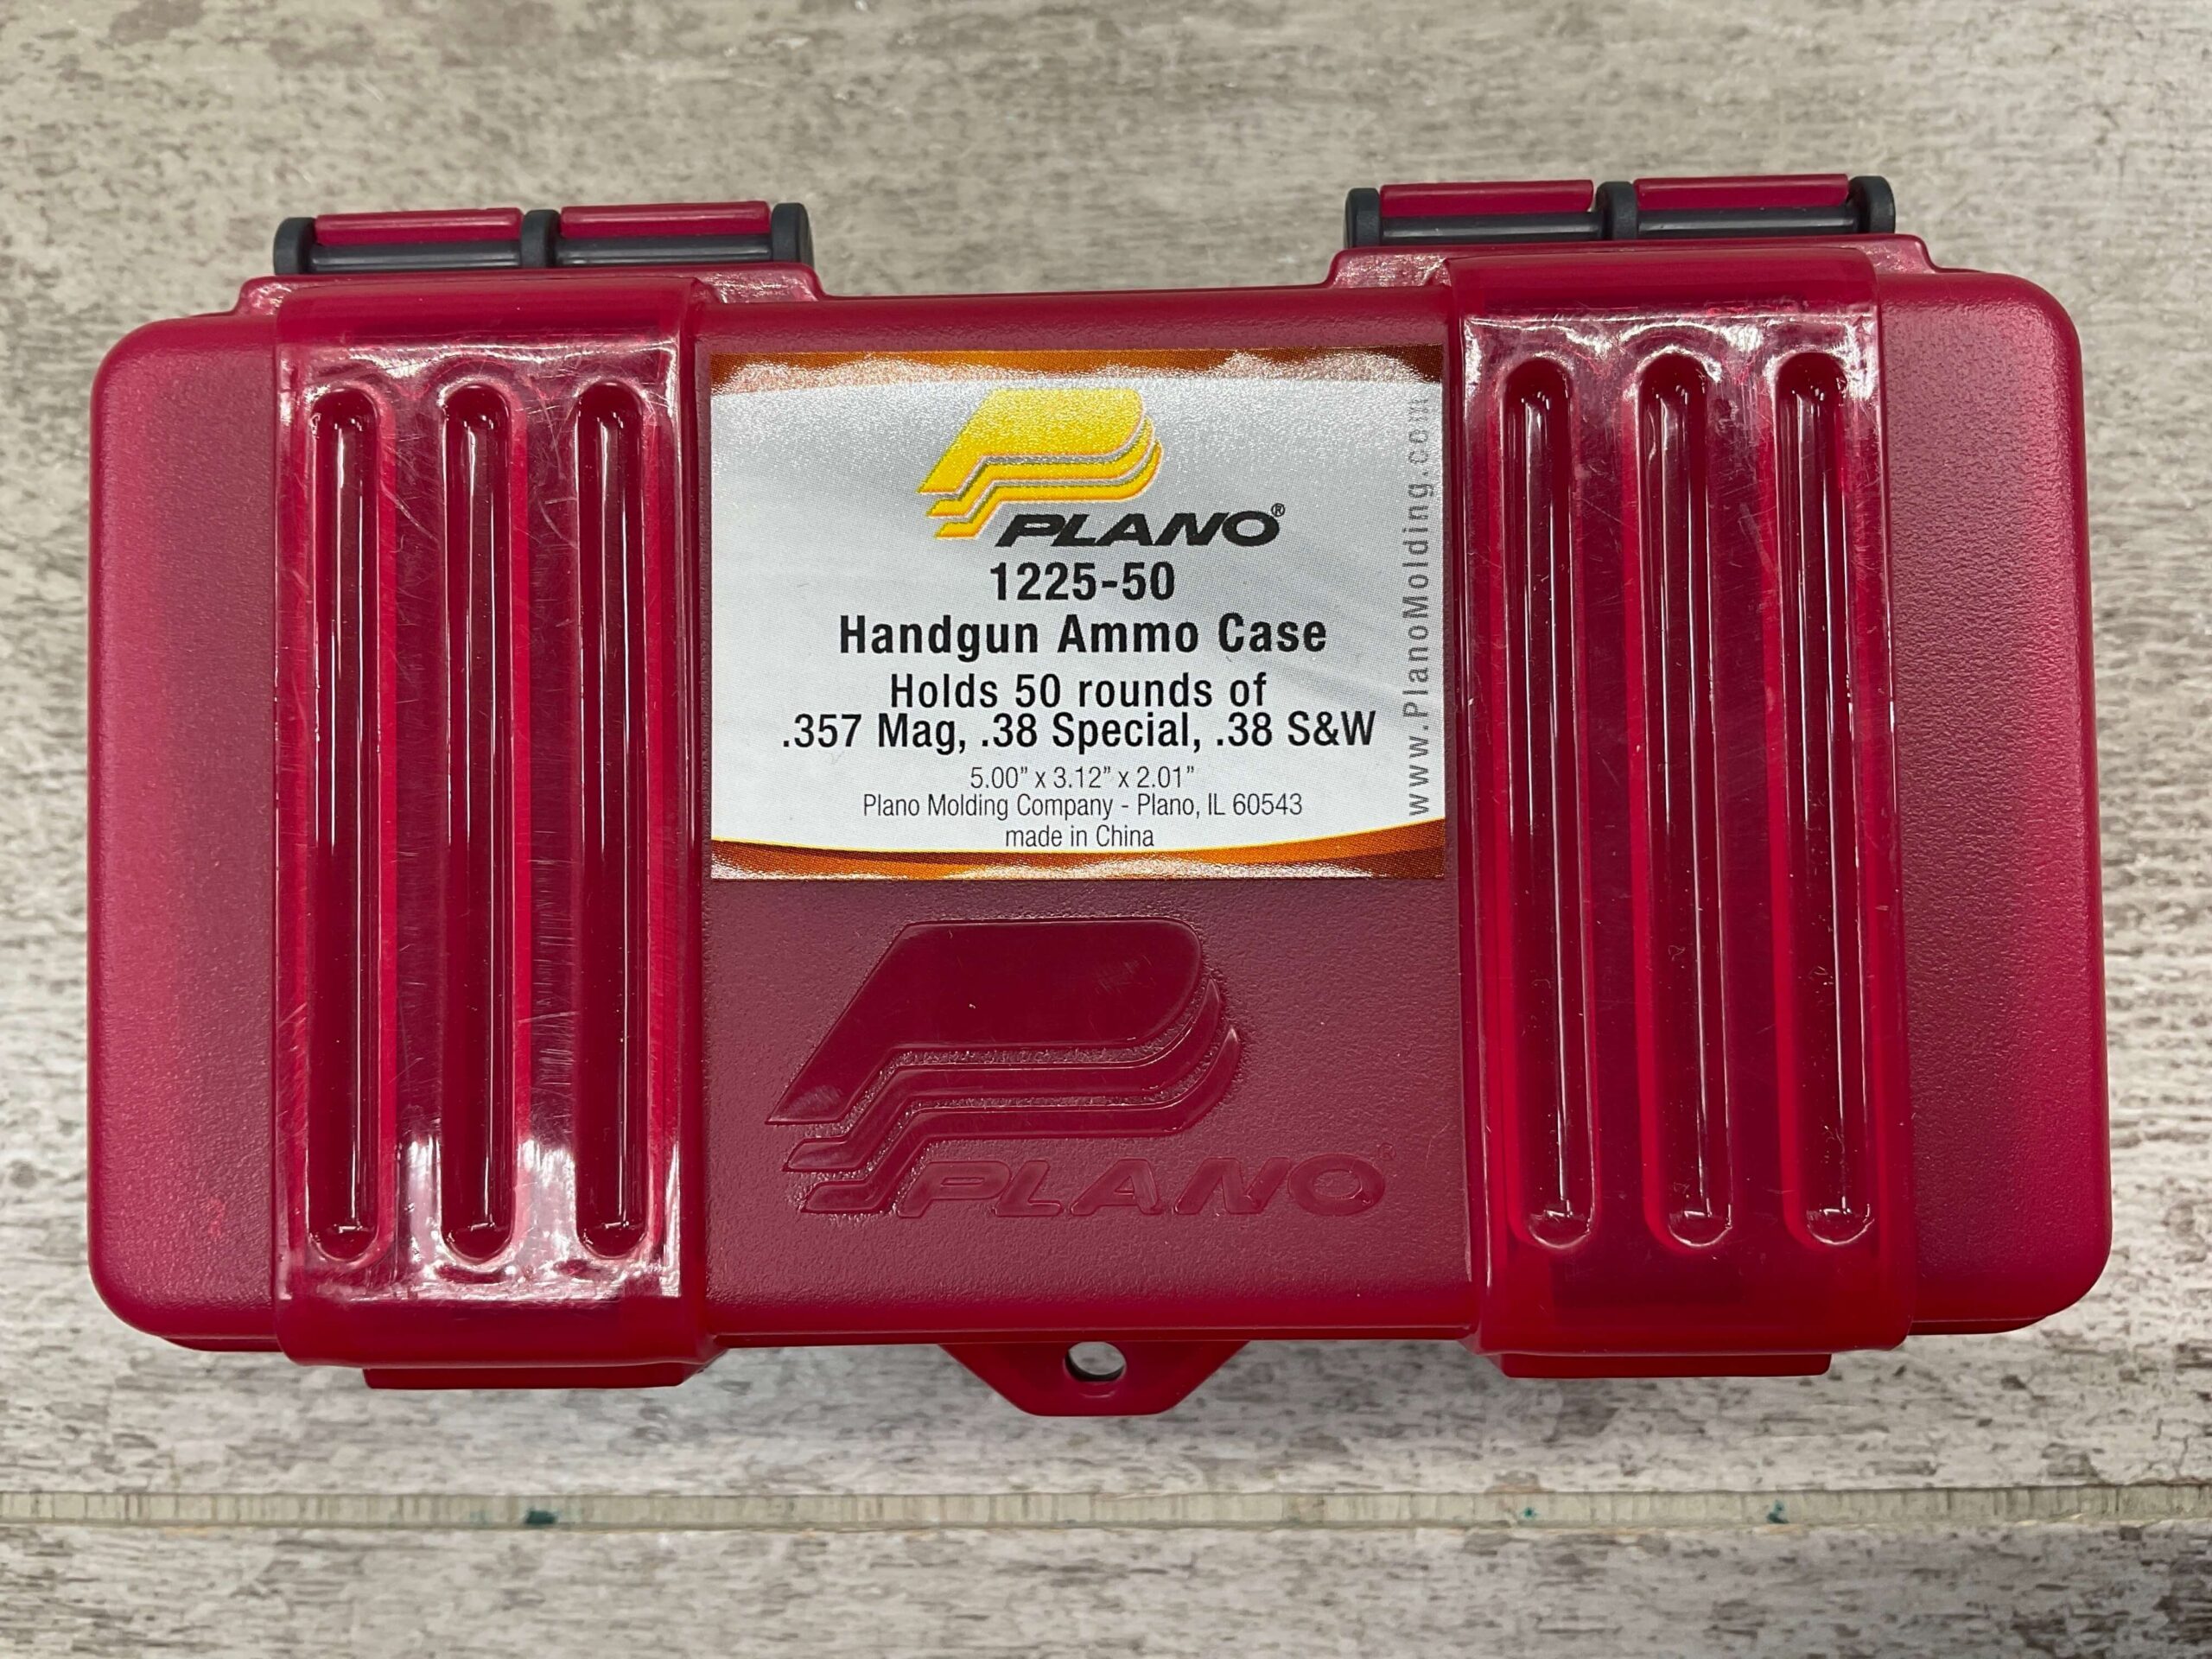 PLANO®
1225-50
Handgun Ammo Case
Holds 50 rounds of
.357 Mag, .38 Special, .38 S&W
5.00” x 3.12” x 2.01”
Plano Molding Company - Plano, IL 60543
made in China
www.PlanoMolding.com
PLANO®